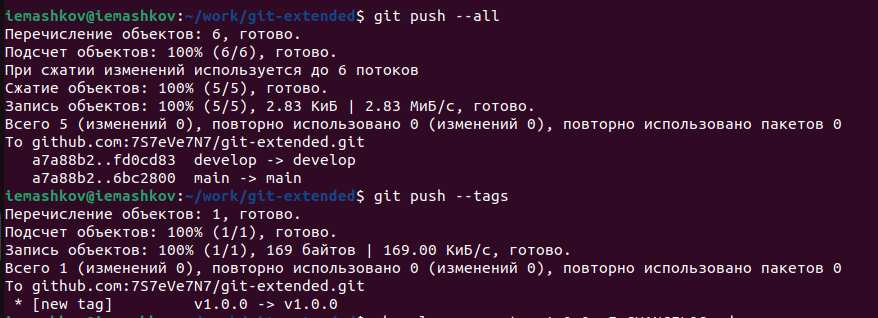 iemashkov@iemashkov:~/work/git-extended$ git push --all
Перечисление объектов: 6, готово.
Подсчет объектов: 100% (6/6), готово.
При сжатии изменений используется до 6 потоков
Сжатие объектов: 100% (5/5), готово.
Запись объектов: 100% (5/5), 2.83 КиБ | 2.83 МиБ/с, готово.
Всего 5 (изменений 0), повторно использовано 0 (изменений 0), повторно использовано пакетов 0
To github.com:7S7eVe7N7/git-extended.git
   a7a88b2..fd0cd83  develop -> develop
   a7a88b2..6bc2800  main -> main
iemashkov@iemashkov:~/work/git-extended$ git push --tags
Перечисление объектов: 1, готово.
Подсчет объектов: 100% (1/1), готово.
Запись объектов: 100% (1/1), 169 байтов | 169.00 КиБ/с, готово.
Всего 1 (изменений 0), повторно использовано 0 (изменений 0), повторно использовано пакетов 0
To github.com:7S7eVe7N7/git-extended.git
 * [new tag]         v1.0.0 -> v1.0.0